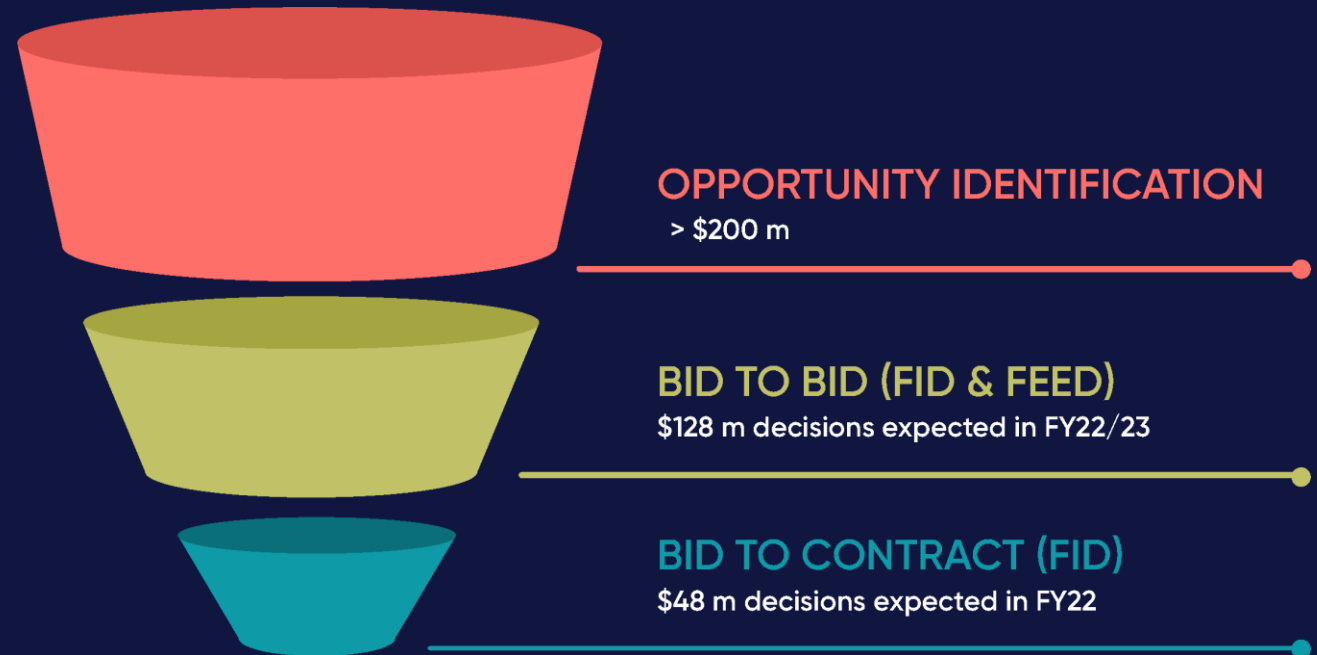 OPPORTUNITY IDENTIFICATION
> $200 m
BID TO BID (FID & FEED)
$128 m decisions expected in FY22/23
BID TO CONTRACT (FID)
$48 m decisions expected in FY22